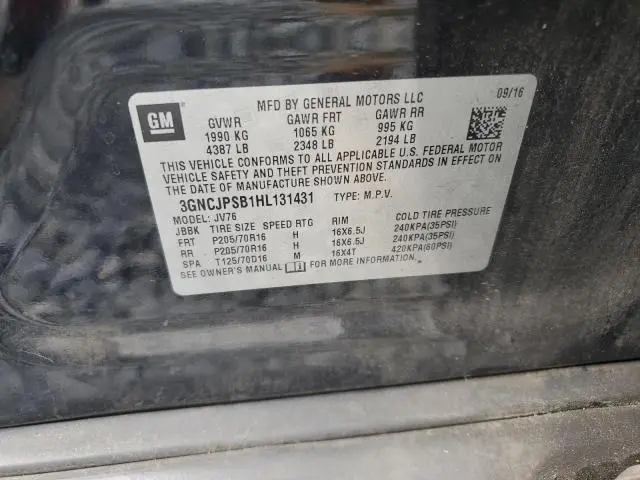 MFD BY GENERAL MOTORS LLC 09/16
GM
GVWR GAWR FRT GAWR RR
1990 KG 1065 KG 995 KG
4387 LB 2348 LB 2194 LB
THIS VEHICLE CONFORMS TO ALL APPLICABLE U.S. FEDERAL MOTOR
VEHICLE SAFETY AND THEFT PREVENTION STANDARDS IN EFFECT ON
THE DATE OF MANUFACTURE SHOWN ABOVE.
3GNCJPSB1HL131431 TYPE: M.P.V.
MODEL: JV76
JBBK TIRE SIZE SPEED RTG RIM COLD TIRE PRESSURE
FRT P205/70R16 H 16X6.5J 240KPA(35PSI)
RR P205/70R16 H 16X6.5J 240KPA(35PSI)
SPA T125/70D16 M 16X4T 420KPA(60PSI)
SEE OWNER'S MANUAL FOR MORE INFORMATION.